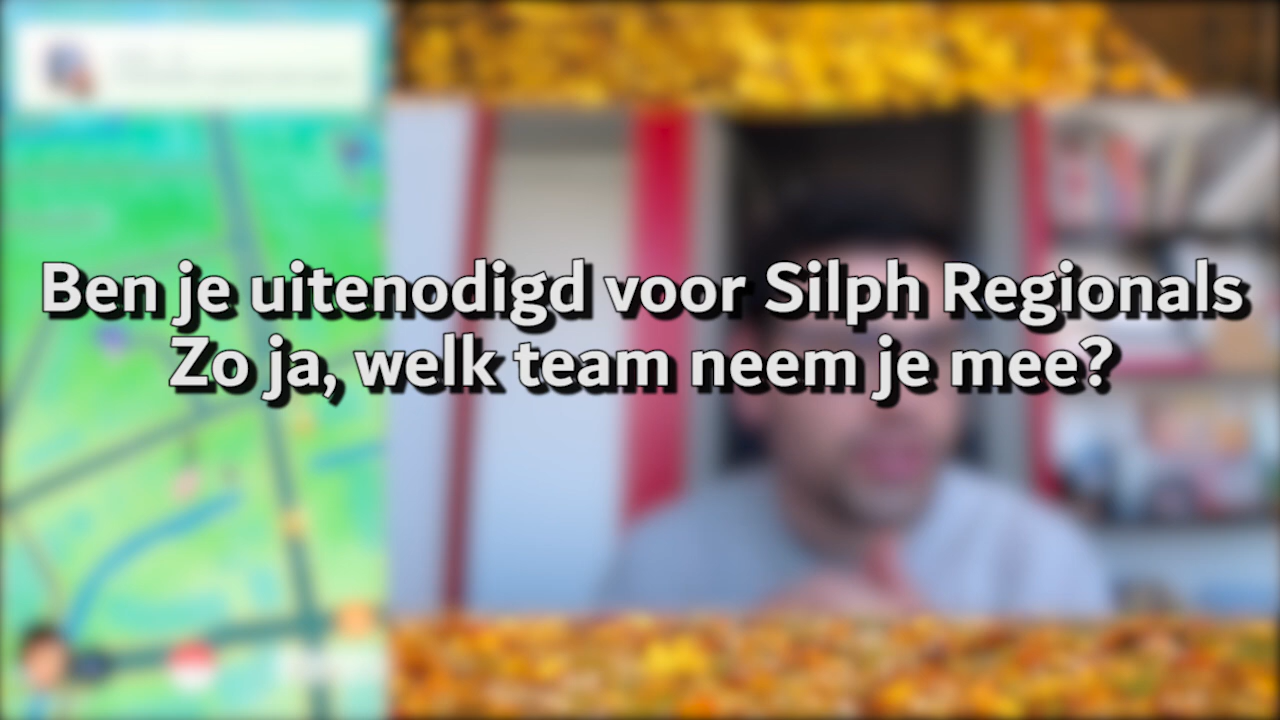 Ben je uitenodigd voor Silph Regionals
Zo ja, welk team neem je mee?